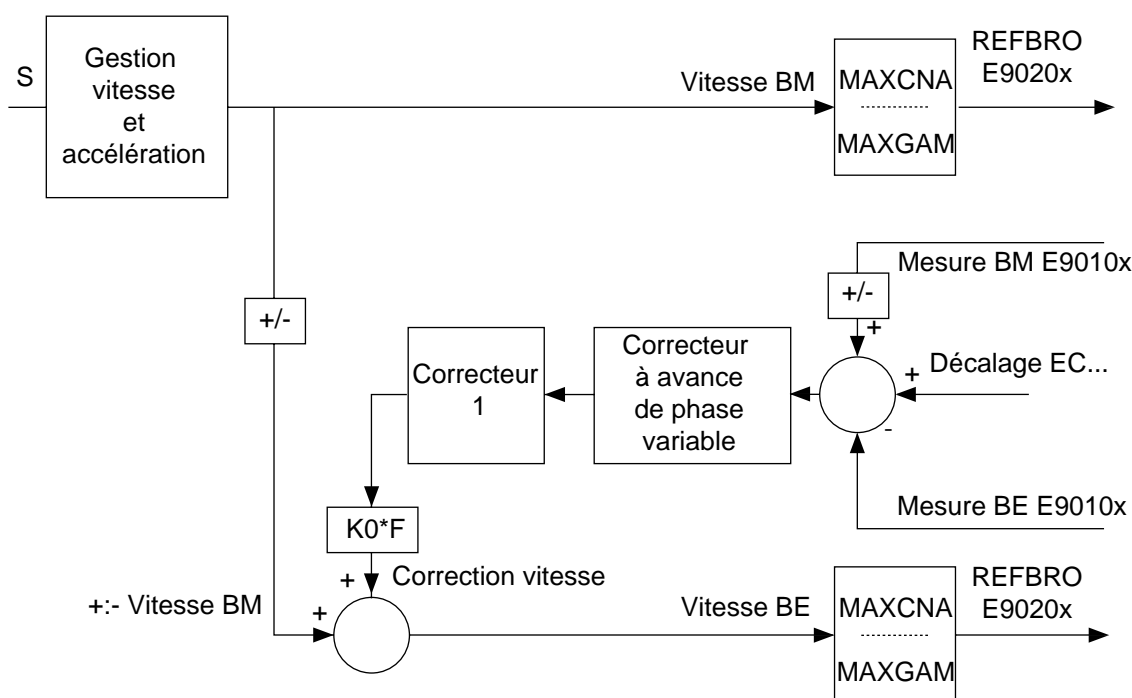 S
Gestion
vitesse
et
accélération
Vitesse BM
MAXCNA
MAXGAM
REFBRO
E9020x
Mesure BM E9010x
+/-
+
+/-
Correcteur
1
Correcteur
à avance
de phase
variable
+
Décalage EC...
-
Mesure BE E9010x
K0*F
+
Correction vitesse
+:- Vitesse BM
+
Vitesse BE
MAXCNA
MAXGAM
REFBRO
E9020x